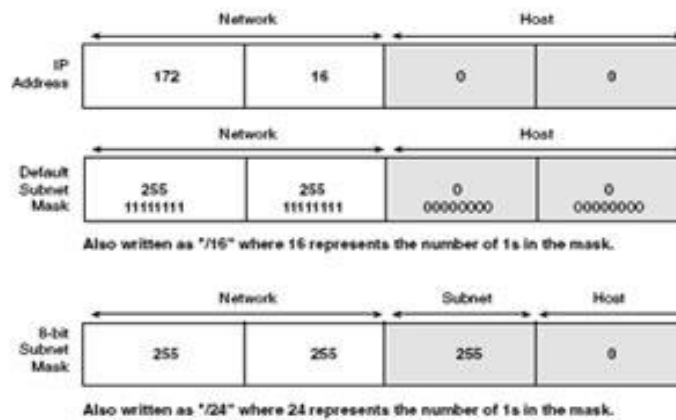 Network Host
IP
Address
172 16 0 0
Network Host
Default
Subnet
Mask
255 255 0 0
11111111 11111111 00000000 00000000
Also written as "/16" where 16 represents the number of 1s in the mask.
Network Subnet Host
8-bit
Subnet
Mask
255 255 255 0
Also written as "/24" where 24 represents the number of 1s in the mask.